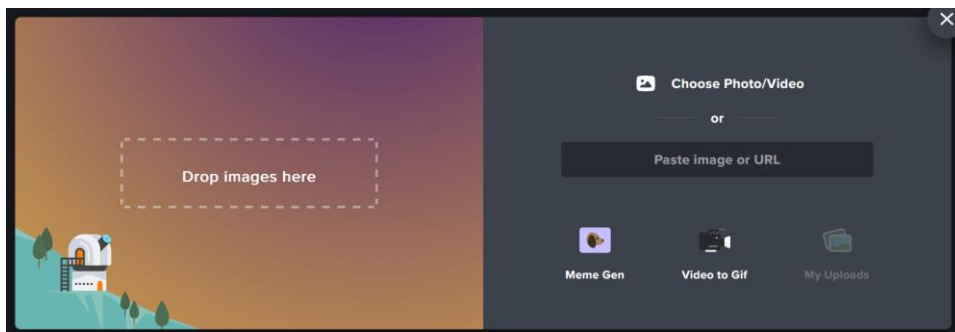 Drop images here
Choose Photo/Video
or
Paste image or URL
Meme Gen
Video to Gif
My Uploads